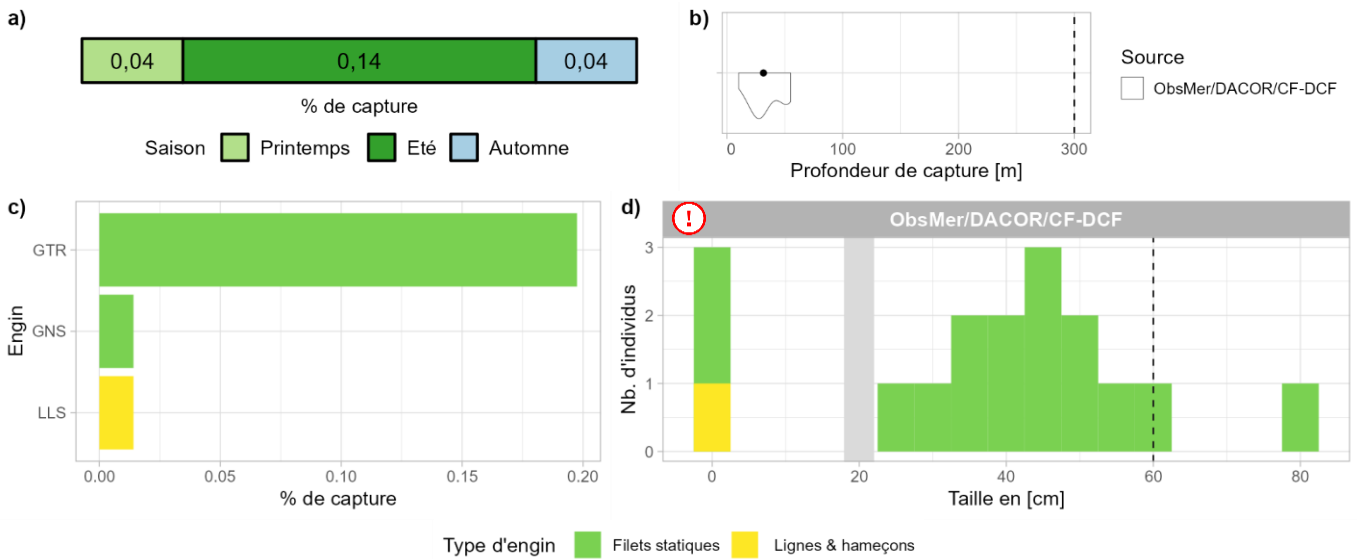 a)
0,04 0,14 0,04
% de capture
Saison Printemps Eté Automne
b)
0 100 200 300
Profondeur de capture [m]
Source
ObsMer/DACOR/CF-DCF
c)
Engin
GTR
GNS
LLS
0.00 0.05 0.10 0.15 0.20
% de capture
d)
! ObsMer/DACOR/CF-DCF
Nb. d'individus
3
2
1
0
0 20 40 60 80
Taille en [cm]
Type d'engin Filets statiques Lignes & hameçons